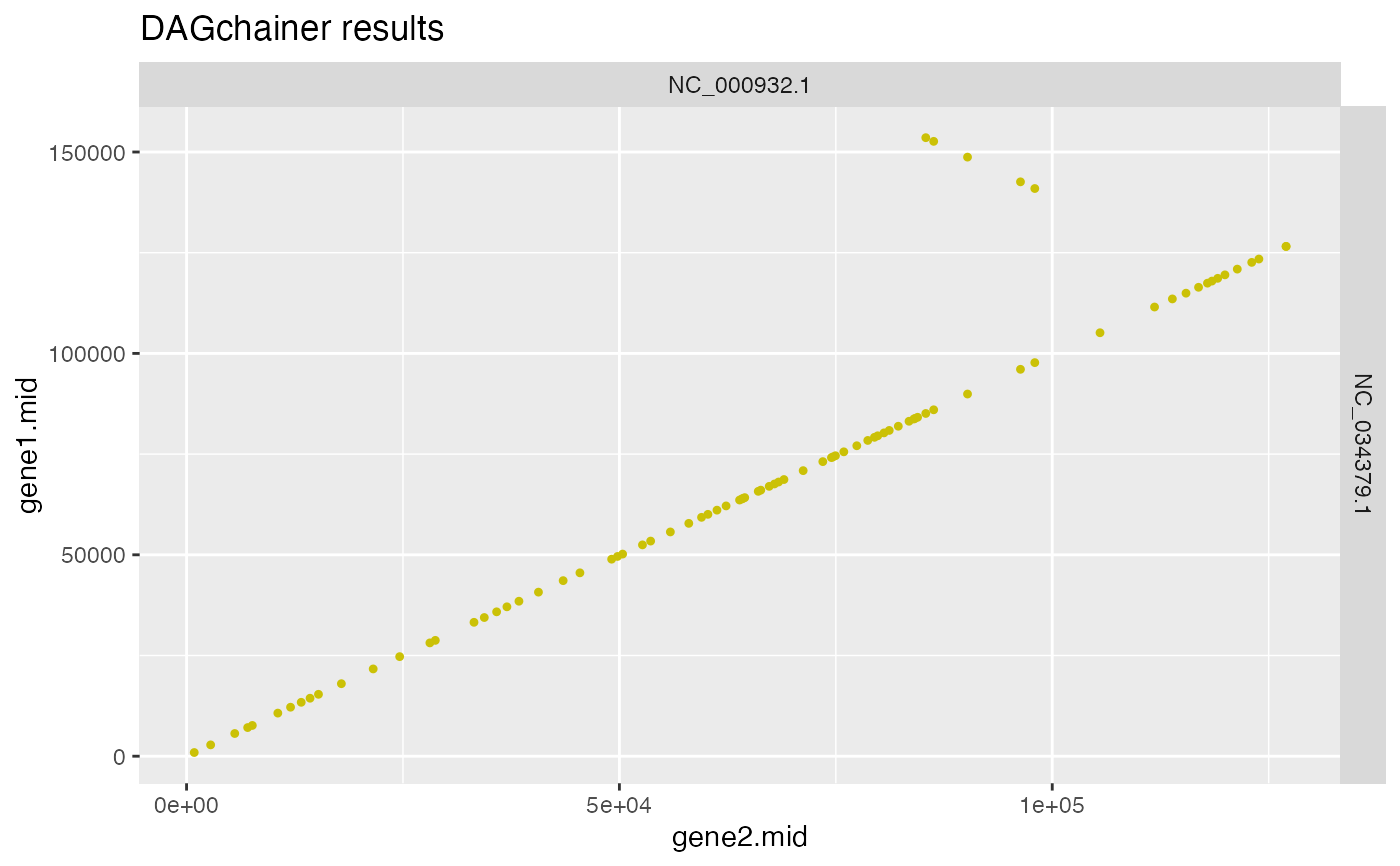 DAGchainer results
NC_000932.1
150000
100000
50000
0
gene1.mid
NC_034379.1
0e+00
5e+04
1e+05
gene2.mid